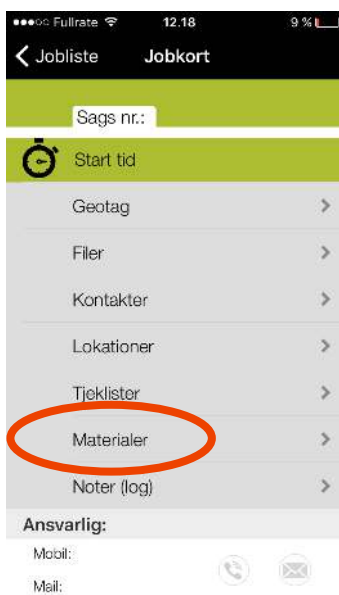 Fullrate 12.18 9 %
Jobliste Jobkort
Sags nr.:
Start tid
Geotag
Filer
Kontakter
Lokationer
Tjeklister
Materialer
Noter (log)
Ansvarlig:
Mobil:
Mail: